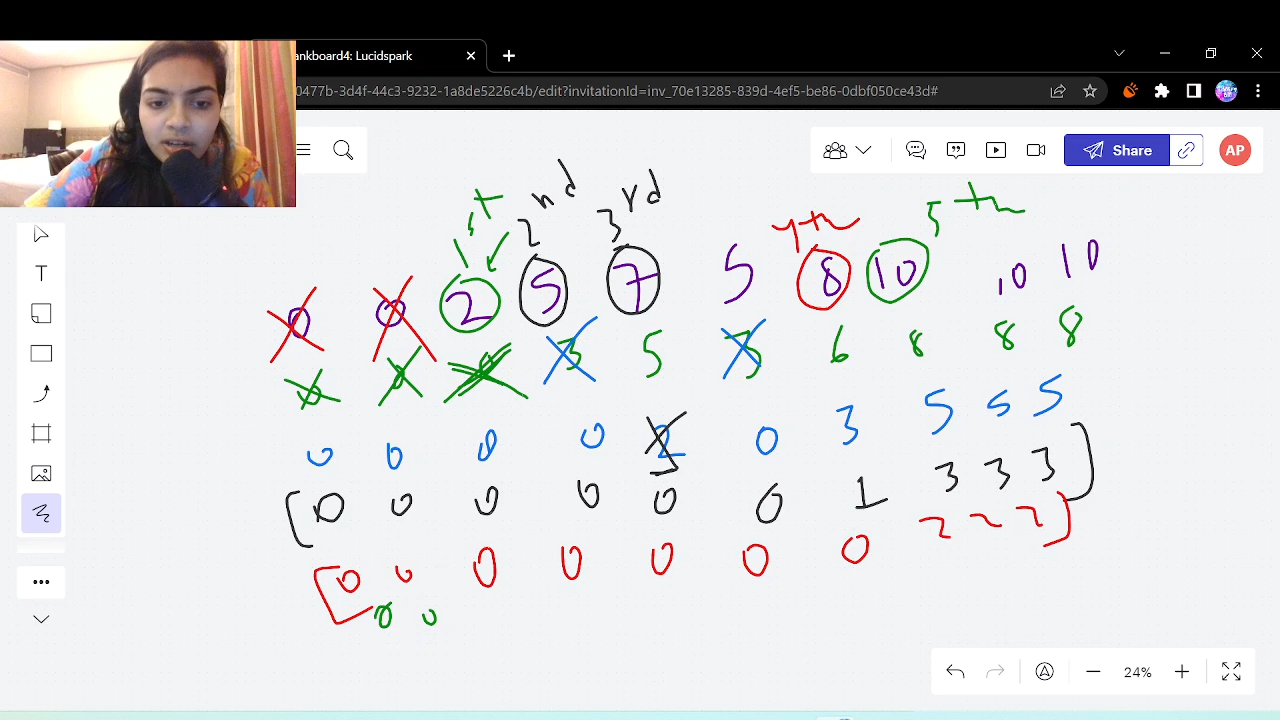 ankboard4: Lucidspark
0477b-3d4f-44c3-9232-1a8de5226c4b/edit?invitationId=inv_70e13285-839d-4ef5-be86-0dbf050ce43d#
Share
AP
1st 2nd 3rd 4th 5th
0 0 2 5 7 5 8 10 10 10
0 0 0 3 5 3 6 8 8 8
0 0 0 0 2 0 3 5 5 5
[0 0 0 0 0 0 1 3 3 3]
[0 0 0 0 0 0 0 2 2 2]
0 0
T
24%